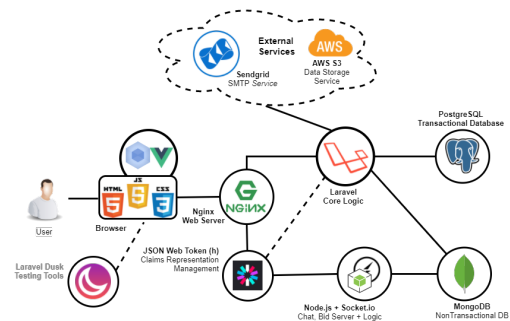 External
Services
Sendgrid
SMTP Service
AWS
AWS S3
Data Storage
Service
PostgreSQL
Transactional Database
HTML
JS
CSS
Nginx
Web Server
NGINX
Laravel
Core Logic
User
Browser
JSON Web Token (h)
Claims Representation
Management
Laravel Dusk
Testing Tools
Node.js + Socket.io
Chat, Bid Server + Logic
MongoDB
NonTransactional DB